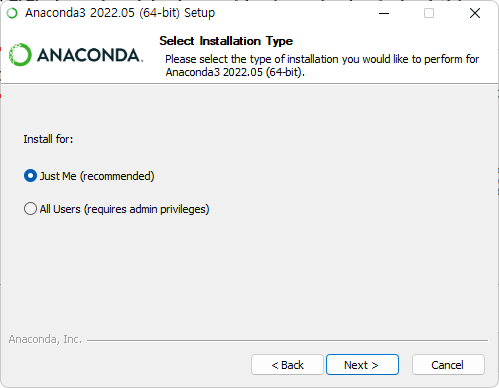 Anaconda3 2022.05 (64-bit) Setup
ANACONDA.
Select Installation Type
Please select the type of installation you would like to perform for
Anaconda3 2022.05 (64-bit).
Install for:
Just Me (recommended)
All Users (requires admin privileges)
Anaconda, Inc.
< Back
Next >
Cancel